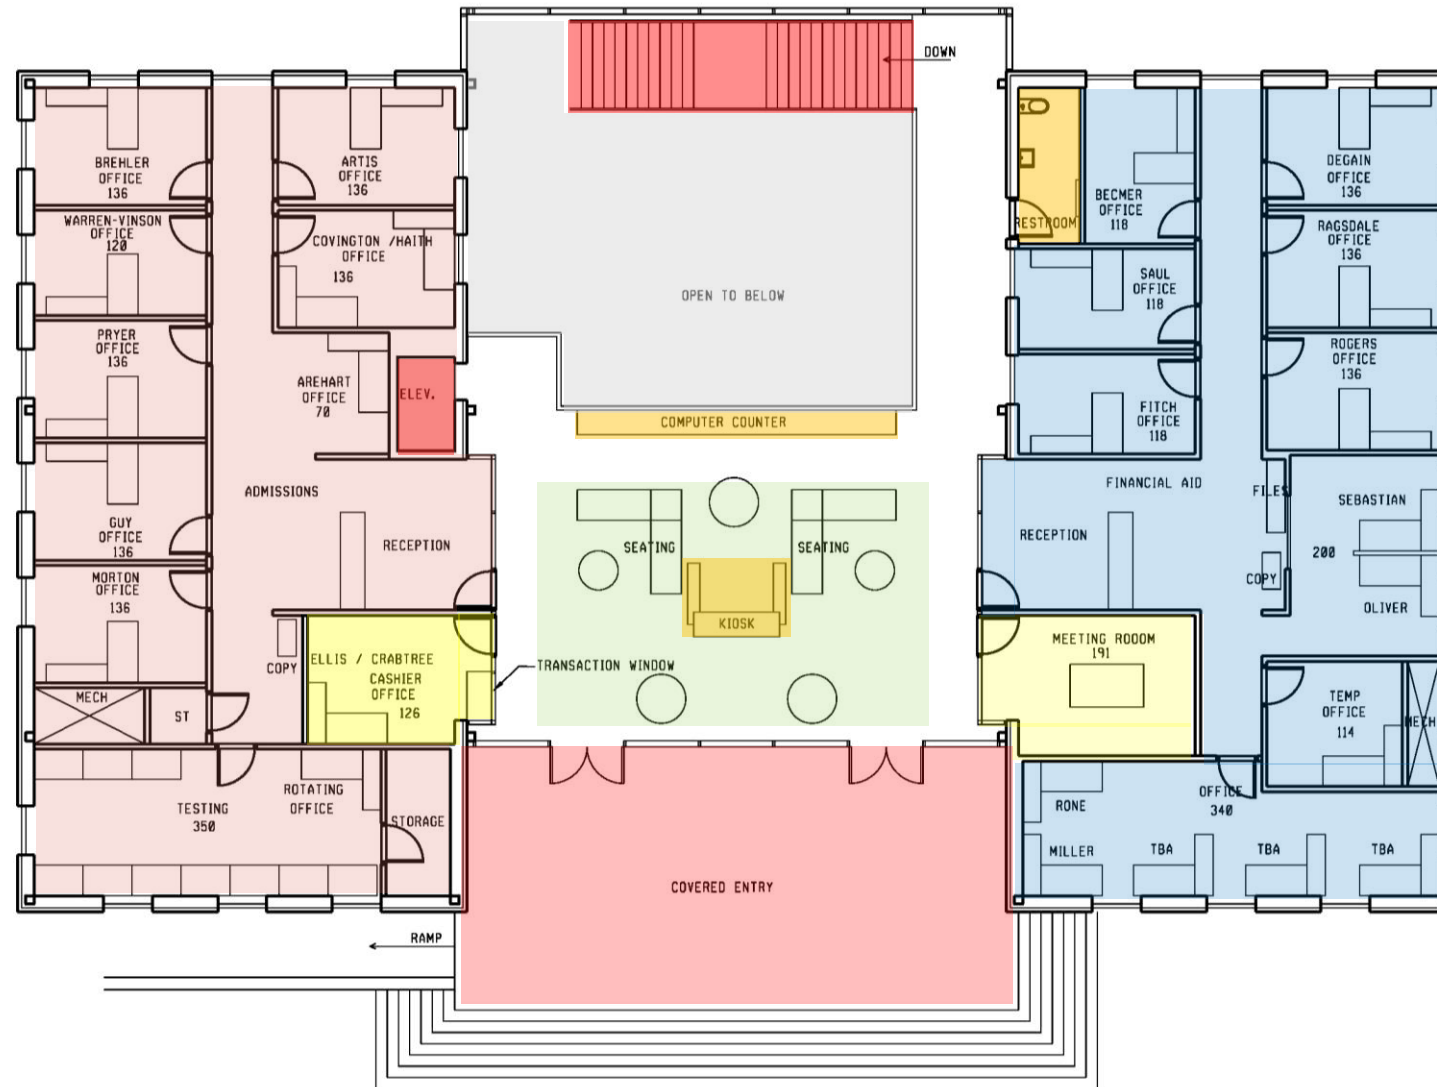 DOWN
BREHLER
OFFICE
136
ARTIS
OFFICE
136
WARREN-VINSON
OFFICE
120
COVINGTON /HAITH
OFFICE
136
PRYER
OFFICE
136
AREHART
OFFICE
70
ELEV.
GUY
OFFICE
136
ADMISSIONS
RECEPTION
MORTON
OFFICE
136
COPY
ELLIS / CRABTREE
CASHIER
OFFICE
126
MECH
ST
TESTING
350
ROTATING
OFFICE
STORAGE
OPEN TO BELOW
COMPUTER COUNTER
SEATING
SEATING
KIOSK
TRANSACTION WINDOW
COVERED ENTRY
RAMP
RESTROOM
BECMER
OFFICE
118
DEGAIN
OFFICE
136
SAUL
OFFICE
118
RAGSDALE
OFFICE
136
FITCH
OFFICE
118
ROGERS
OFFICE
136
FINANCIAL AID
FILES
SEBASTIAN
RECEPTION
200
COPY
OLIVER
MEETING ROOOM
191
TEMP
OFFICE
114
MECH
OFFICE
340
RONE
MILLER
TBA
TBA
TBA